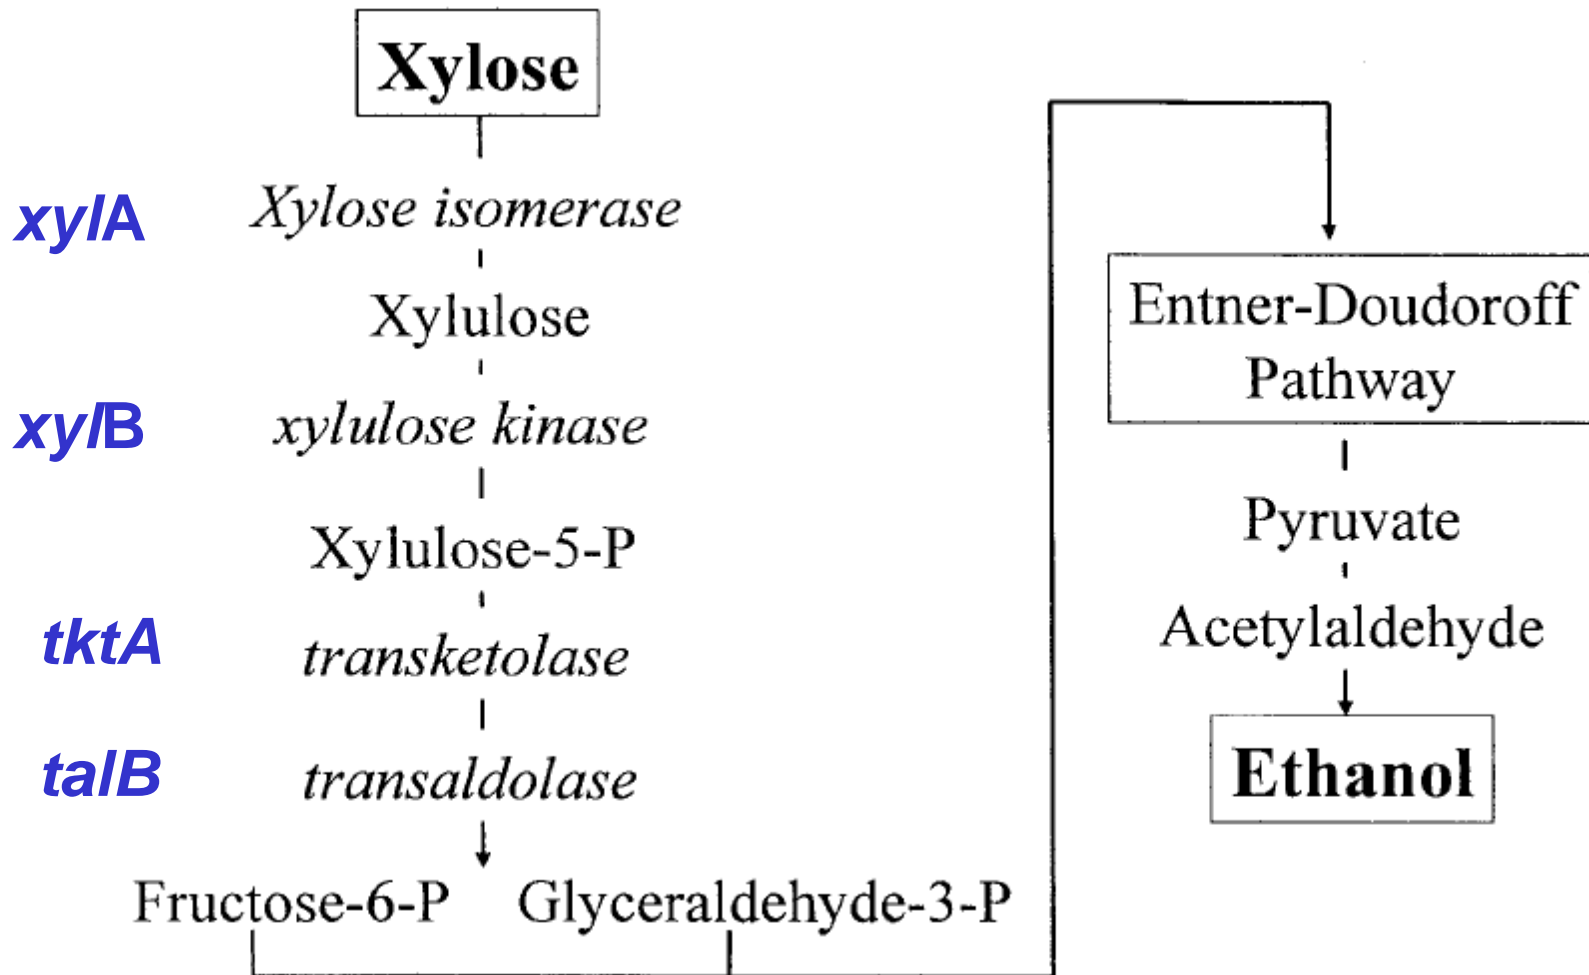 Xylose
xylA
Xylose isomerase
Xylulose
xylB
xylulose kinase
Xylulose-5-P
tktA
transketolase
talB
transaldolase
Fructose-6-P
Glyceraldehyde-3-P
Entner-Doudoroff
Pathway
Pyruvate
Acetylaldehyde
Ethanol